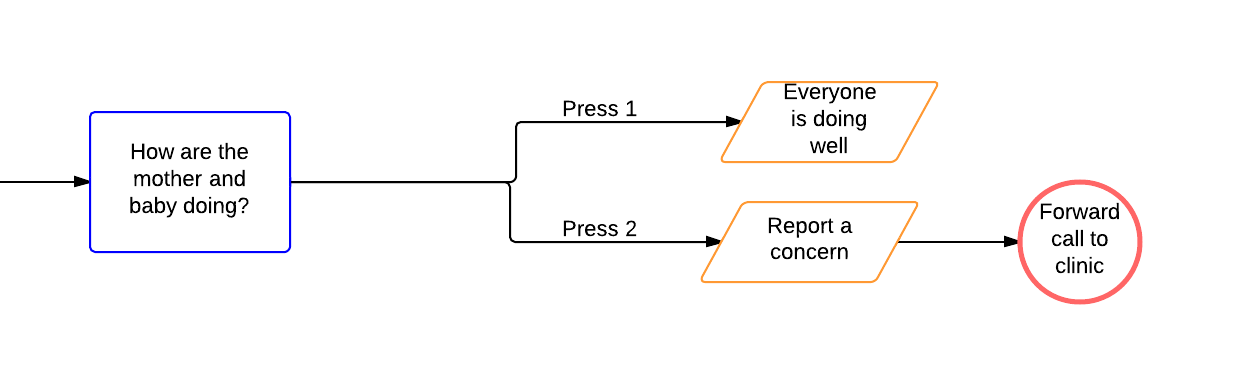 How are the
mother and
baby doing?
Press 1
Everyone
is doing
well
Press 2
Report a
concern
Forward
call to
clinic